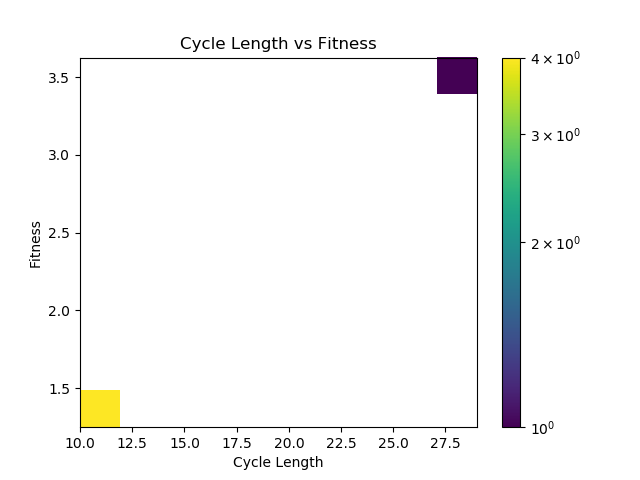 Cycle Length vs Fitness
Fitness
3.5
3.0
2.5
2.0
1.5
10.0 12.5 15.0 17.5 20.0 22.5 25.0 27.5
Cycle Length
4 × 10⁰
3 × 10⁰
2 × 10⁰
10⁰